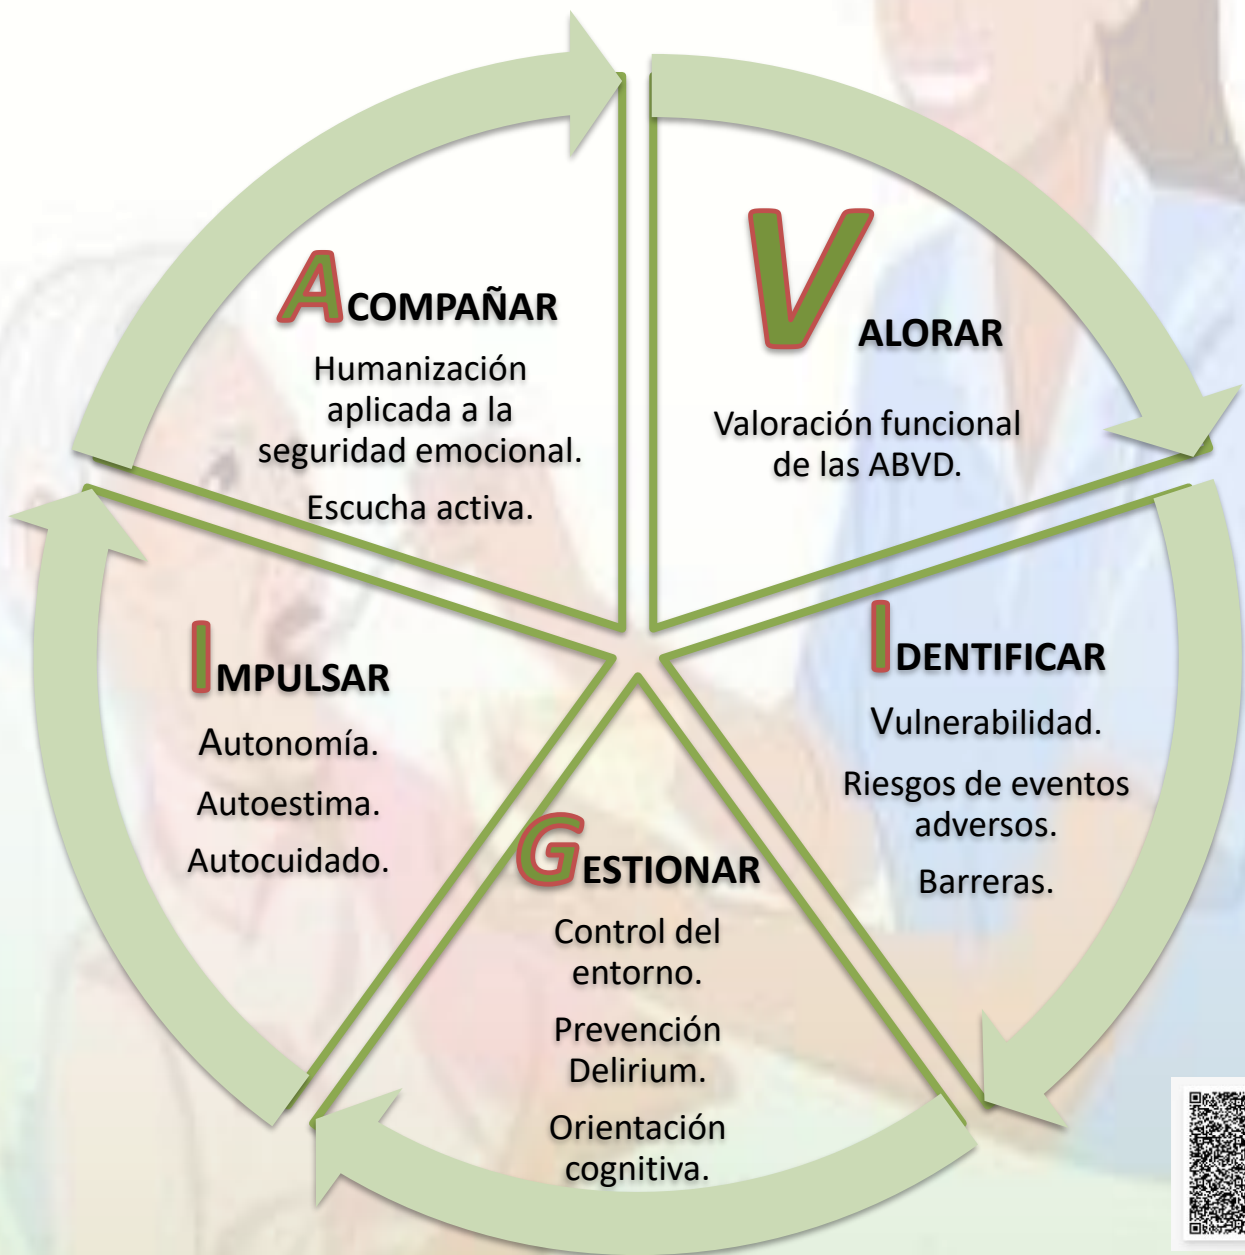 VALORAR
Valoración funcional
de las ABVD.
IDENTIFICAR
Vulnerabilidad.
Riesgos de eventos
adversos.
Barreras.
GESTIONAR
Control del
entorno.
Prevención
Delirium.
Orientación
cognitiva.
IMPULSAR
Autonomía.
Autoestima.
Autocuidado.
ACOMPAÑAR
Humanización
aplicada a la
seguridad emocional.
Escucha activa.